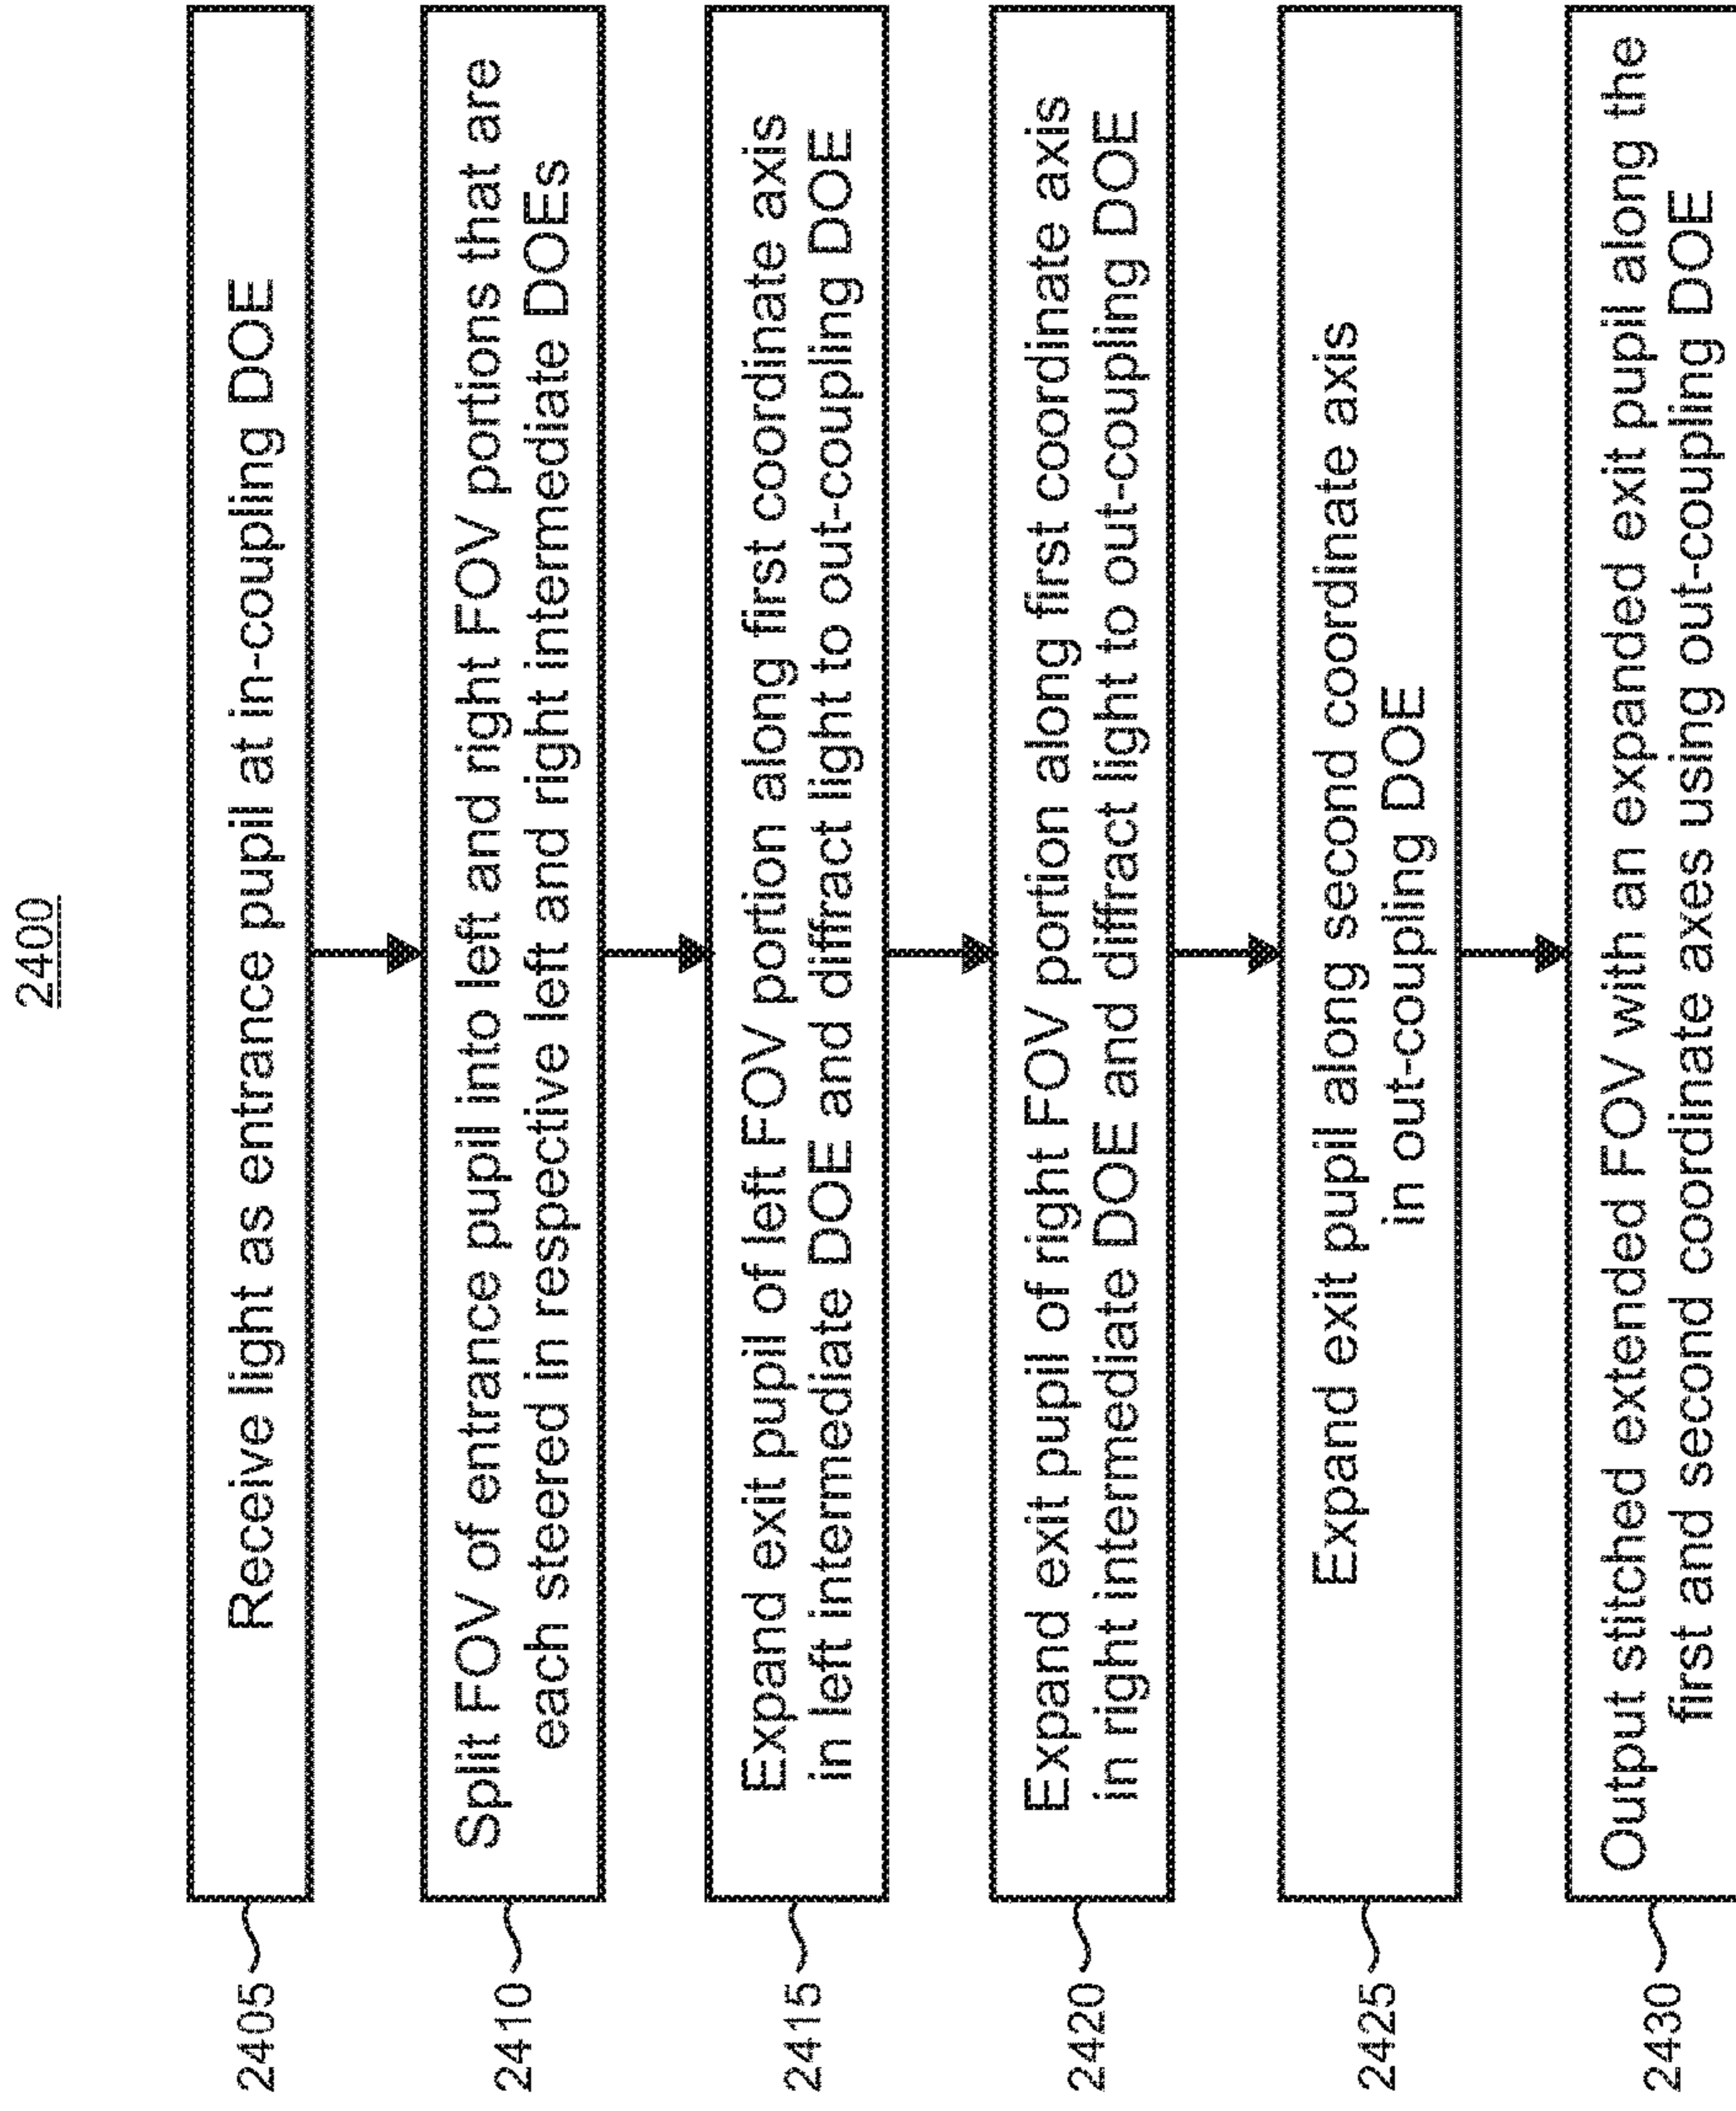 2400
2405
Receive light as entrance pupil at in-coupling DOE
2410
Split FOV of entrance pupil into left and right FOV portions that are
each steered in respective left and right intermediate DOEs
2415
Expand exit pupil of left FOV portion along first coordinate axis
in left intermediate DOE and diffract light to out-coupling DOE
2420
Expand exit pupil of right FOV portion along first coordinate axis
in right intermediate DOE and diffract light to out-coupling DOE
2425
Expand exit pupil along second coordinate axis
in out-coupling DOE
2430
Output stitched extended FOV with an expanded exit pupil along the
first and second coordinate axes using out-coupling DOE